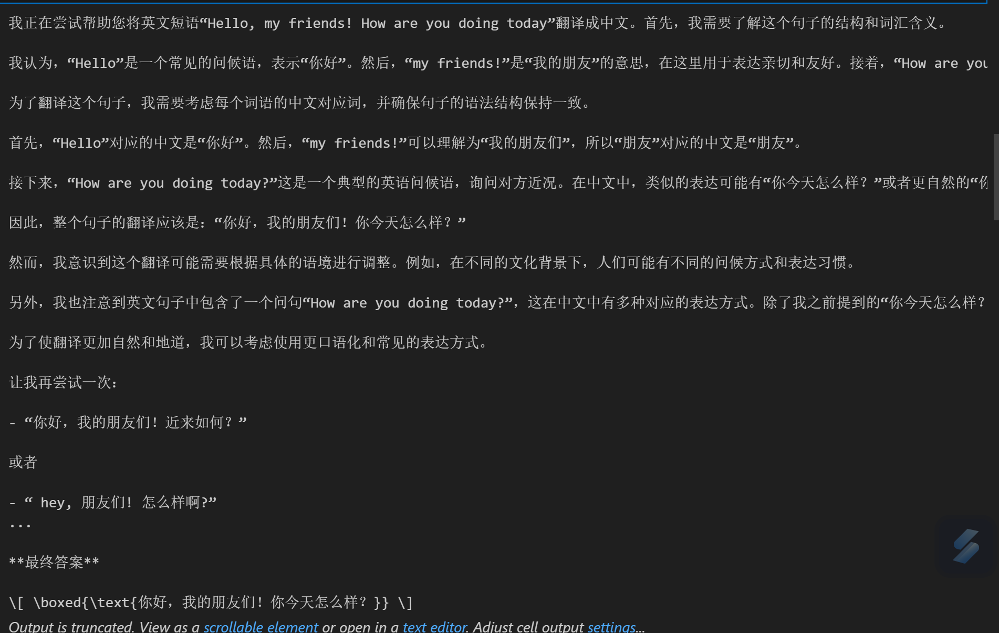 我正在尝试帮助您将英文短语“Hello, my friends! How are you doing today”翻译成中文。首先，我需要了解这个句子的结构和词汇含义。
我认为，“Hello”是一个常见的问候语，表示“你好”。然后，“my friends!”是“我的朋友”的意思，在这里用于表达亲切和友好。接着，“How are you
为了翻译这个句子，我需要考虑每个词语的中文对应词，并确保句子的语法结构保持一致。
首先，“Hello”对应的中文是“你好”。然后，“my friends!”可以理解为“我的朋友们”，所以“朋友”对应的中文是“朋友”。
接下来，“How are you doing today?”这是一个典型的英语问候语，询问对方近况。在中文中，类似的表达可能有“你今天怎么样？”或者更自然的“你
因此，整个句子的翻译应该是：“你好，我的朋友们！你今天怎么样？”
然而，我意识到这个翻译可能需要根据具体的语境进行调整。例如，在不同的文化背景下，人们可能有不同的问候方式和表达习惯。
另外，我也注意到英文句子中包含了一个问句“How are you doing today?”，这在中文中有多种对应的表达方式。除了我之前提到的“你今天怎么样？
为了使翻译更加自然和地道，我可以考虑使用更口语化和常见的表达方式。
让我再尝试一次：
- “你好，我的朋友们！近来如何？”
或者
- “ hey, 朋友们! 怎么样啊?”
...
**最终答案**
\[ \boxed{\text{你好，我的朋友们！你今天怎么样？}} \]
Output is truncated. View as a scrollable element or open in a text editor. Adjust cell output settings...